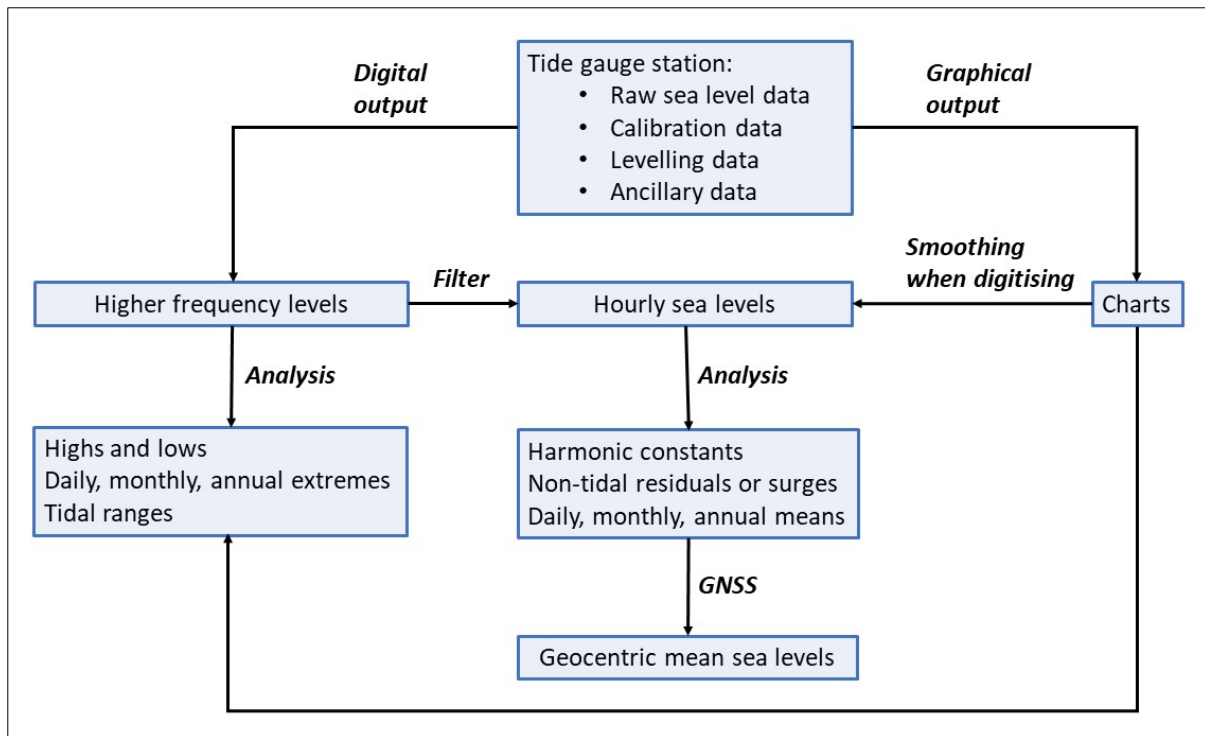 Digital
output
Tide gauge station:
• Raw sea level data
• Calibration data
• Levelling data
• Ancillary data
Graphical
output
Smoothing
when digitising
Higher frequency levels
Filter
Hourly sea levels
Charts
Analysis
Analysis
Highs and lows
Daily, monthly, annual extremes
Tidal ranges
Harmonic constants
Non-tidal residuals or surges
Daily, monthly, annual means
GNSS
Geocentric mean sea levels